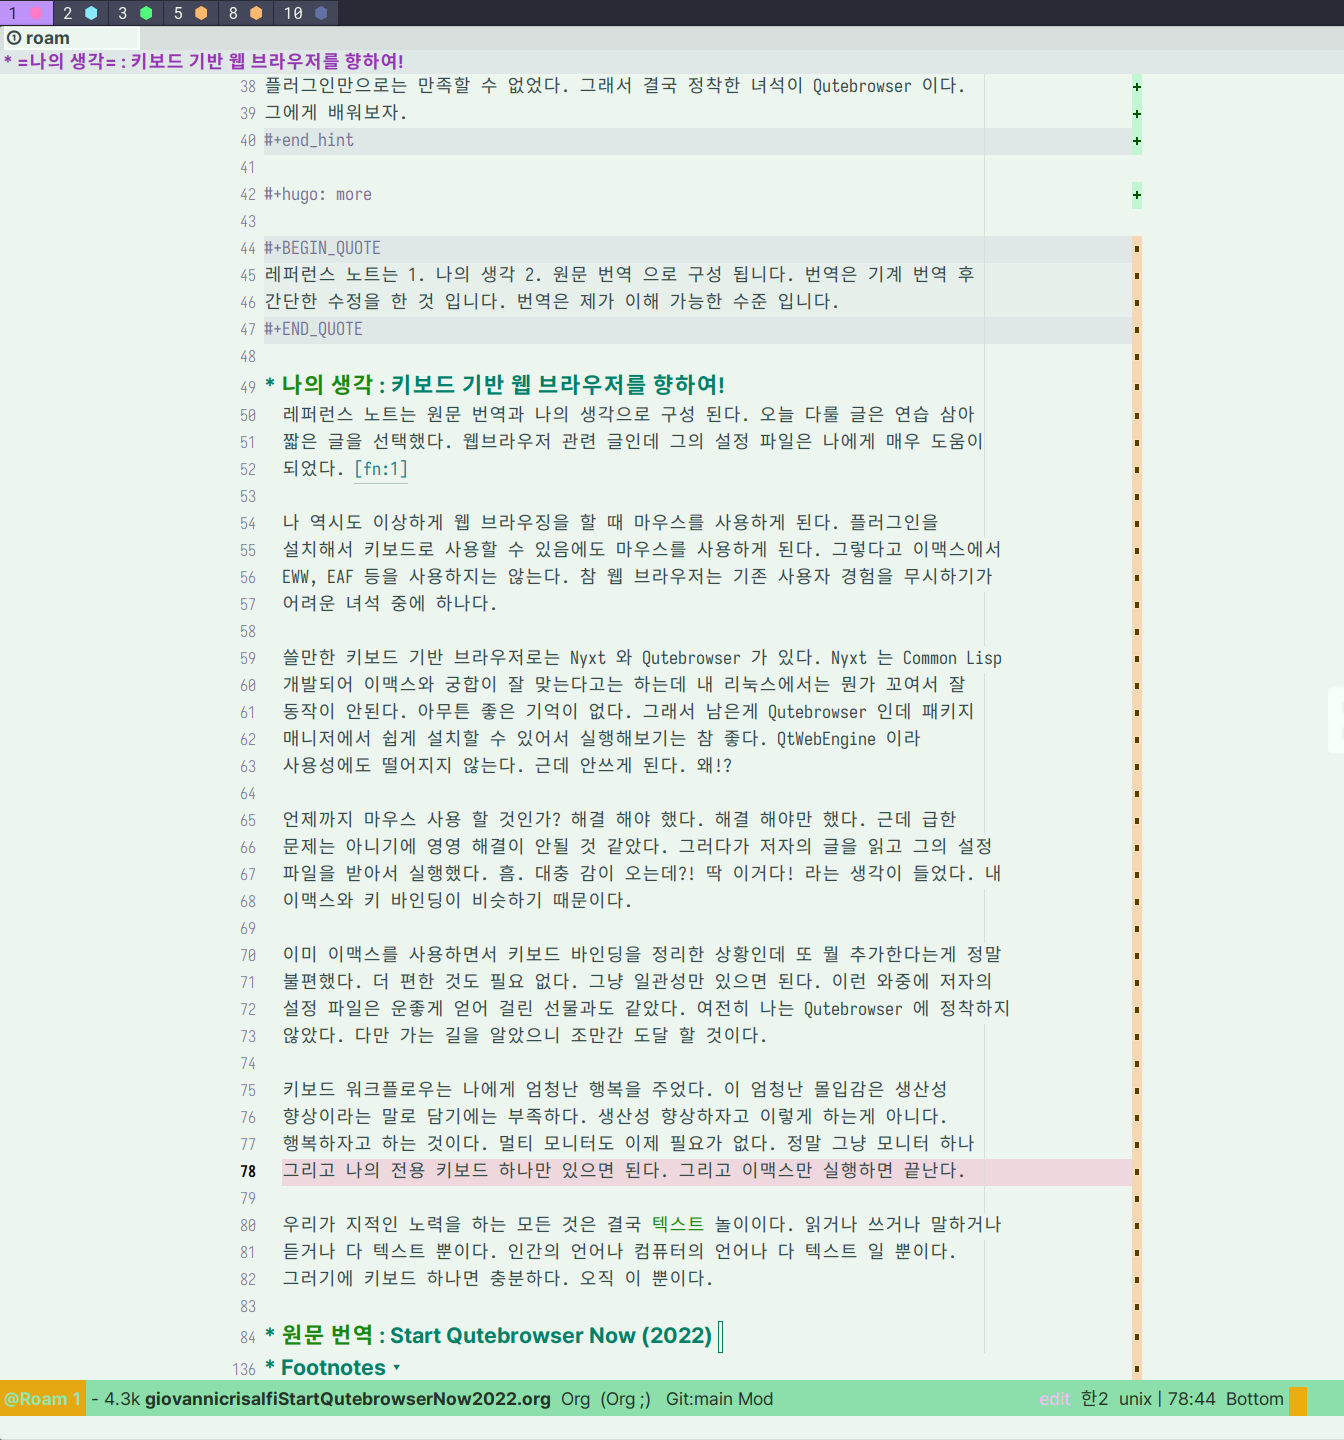 1 2 3 5 8 10
① roam
* =나의 생각= : 키보드 기반 웹 브라우저를 향하여!
38 플러그인만으로는 만족할 수 없었다. 그래서 결국 정착한 녀석이 Qutebrowser 이다. +
39 그에게 배워보자. +
40 #+end_hint +
41
42 #+hugo: more +
43
44 #+BEGIN_QUOTE
45 레퍼런스 노트는 1. 나의 생각 2. 원문 번역 으로 구성 됩니다. 번역은 기계 번역 후
46 간단한 수정을 한 것 입니다. 번역은 제가 이해 가능한 수준 입니다.
47 #+END_QUOTE
48
49 * 나의 생각 : 키보드 기반 웹 브라우저를 향하여!
50 레퍼런스 노트는 원문 번역과 나의 생각으로 구성 된다. 오늘 다룰 글은 연습 삼아
51 짧은 글을 선택했다. 웹브라우저 관련 글인데 그의 설정 파일은 나에게 매우 도움이
52 되었다. [fn:1]
53
54 나 역시도 이상하게 웹 브라우징을 할 때 마우스를 사용하게 된다. 플러그인을
55 설치해서 키보드로 사용할 수 있음에도 마우스를 사용하게 된다. 그렇다고 이맥스에서
56 EWW, EAF 등을 사용하지는 않는다. 참 웹 브라우저는 기존 사용자 경험을 무시하기가
57 어려운 녀석 중에 하나다.
58
59 쓸만한 키보드 기반 브라우저로는 Nyxt 와 Qutebrowser 가 있다. Nyxt 는 Common Lisp
60 개발되어 이맥스와 궁합이 잘 맞는다고는 하는데 내 리눅스에서는 뭔가 꼬여서 잘
61 동작이 안된다. 아무튼 좋은 기억이 없다. 그래서 남은게 Qutebrowser 인데 패키지
62 매니저에서 쉽게 설치할 수 있어서 실행해보기는 참 좋다. QtWebEngine 이라
63 사용성에도 떨어지지 않는다. 근데 안쓰게 된다. 왜!?
64
65 언제까지 마우스 사용 할 것인가? 해결 해야 했다. 해결 해야만 했다. 근데 급한
66 문제는 아니기에 영영 해결이 안될 것 같았다. 그러다가 저자의 글을 읽고 그의 설정
67 파일을 받아서 실행했다. 흠. 대충 감이 오는데?! 딱 이거다! 라는 생각이 들었다. 내
68 이맥스와 키 바인딩이 비슷하기 때문이다.
69
70 이미 이맥스를 사용하면서 키보드 바인딩을 정리한 상황인데 또 뭘 추가한다는게 정말
71 불편했다. 더 편한 것도 필요 없다. 그냥 일관성만 있으면 된다. 이런 와중에 저자의
72 설정 파일은 운좋게 얻어 걸린 선물과도 같았다. 여전히 나는 Qutebrowser 에 정착하지
73 않았다. 다만 가는 길을 알았으니 조만간 도달 할 것이다.
74
75 키보드 워크플로우는 나에게 엄청난 행복을 주었다. 이 엄청난 몰입감은 생산성
76 향상이라는 말로 담기에는 부족하다. 생산성 향상하자고 이렇게 하는게 아니다.
77 행복하자고 하는 것이다. 멀티 모니터도 이제 필요가 없다. 정말 그냥 모니터 하나
78 그리고 나의 전용 키보드 하나만 있으면 된다. 그리고 이맥스만 실행하면 끝난다.
79
80 우리가 지적인 노력을 하는 모든 것은 결국 텍스트 놀이이다. 읽거나 쓰거나 말하거나
81 듣거나 다 텍스트 뿐이다. 인간의 언어나 컴퓨터의 언어나 다 텍스트 일 뿐이다.
82 그러기에 키보드 하나면 충분하다. 오직 이 뿐이다.
83
84 * 원문 번역 : Start Qutebrowser Now (2022)
136 * Footnotes ▾
@Roam 1 - 4.3k giovannicrisalfiStartQutebrowserNow2022.org Org (Org ;) Git:main Mod edit 한2 unix | 78:44 Bottom